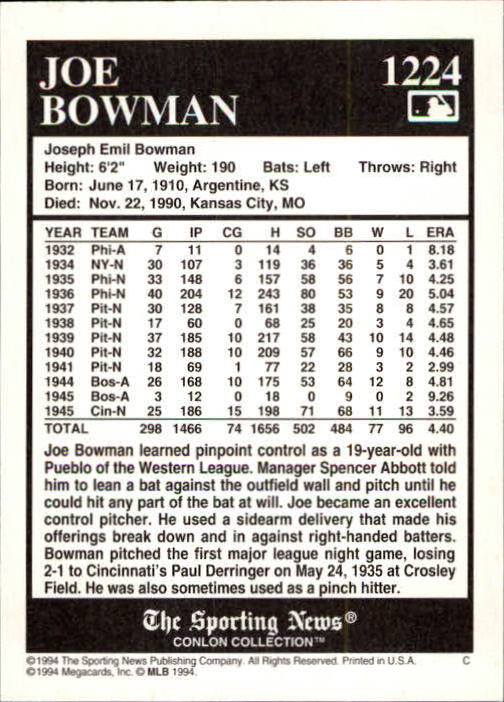 JOE 1224
BOWMAN
Joseph Emil Bowman
Height: 6'2" Weight: 190 Bats: Left Throws: Right
Born: June 17, 1910, Argentine, KS
Died: Nov. 22, 1990, Kansas City, MO
YEAR TEAM G IP CG H SO BB W L ERA
1932 Phi-A 7 11 0 14 4 6 0 1 8.18
1934 NY-N 30 107 3 119 36 36 5 4 3.61
1935 Phi-N 33 148 6 157 58 56 7 10 4.25
1936 Phi-N 40 204 12 243 80 53 9 20 5.04
1937 Pit-N 30 128 7 161 38 35 8 8 4.57
1938 Pit-N 17 60 0 68 25 20 3 4 4.65
1939 Pit-N 37 185 10 217 58 43 10 14 4.48
1940 Pit-N 32 188 10 209 57 66 9 10 4.46
1941 Pit-N 18 69 1 77 22 28 3 2 2.99
1944 Bos-A 26 168 10 175 53 64 12 8 4.81
1945 Bos-A 3 12 0 18 0 9 0 2 9.26
1945 Cin-N 25 186 15 198 71 68 11 13 3.59
TOTAL 298 1466 74 1656 502 484 77 96 4.40
Joe Bowman learned pinpoint control as a 19-year-old with
Pueblo of the Western League. Manager Spencer Abbott told
him to lean a bat against the outfield wall and pitch until he
could hit any part of the bat at will. Joe became an excellent
control pitcher. He used a sidearm delivery that made his
offerings break down and in against right-handed batters.
Bowman pitched the first major league night game, losing
2-1 to Cincinnati's Paul Derringer on May 24, 1935 at Crosley
Field. He was also sometimes used as a pinch hitter.
The Sporting News®
CONLON COLLECTION™
©1994 The Sporting News Publishing Company. All Rights Reserved. Printed in U.S.A. C
©1994 Megacards, Inc. © MLB 1994.